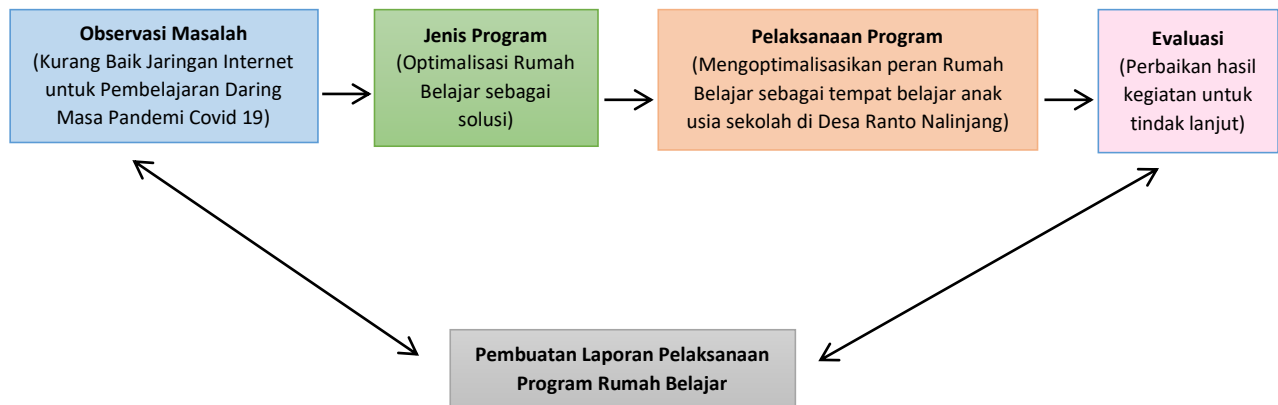 Observasi Masalah
(Kurang Baik Jaringan Internet
untuk Pembelajaran Daring
Masa Pandemi Covid 19)
Jenis Program
(Optimalisasi Rumah
Belajar sebagai
solusi)
Pelaksanaan Program
(Mengoptimalisasikan peran Rumah
Belajar sebagai tempat belajar anak
usia sekolah di Desa Ranto Nalinjang)
Evaluasi
(Perbaikan hasil
kegiatan untuk
tindak lanjut)
Pembuatan Laporan Pelaksanaan
Program Rumah Belajar